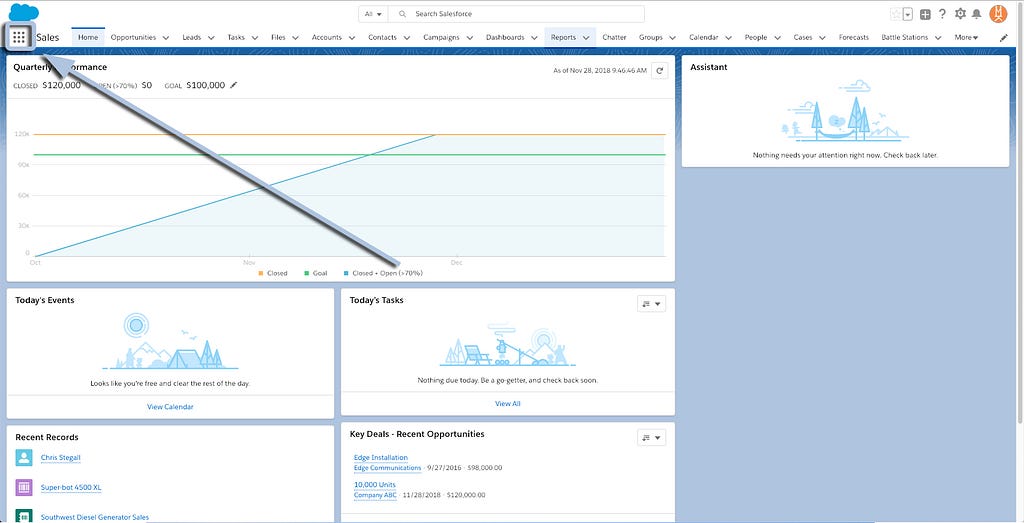 All
Search Salesforce
Sales
Home
Opportunities
Leads
Tasks
Files
Accounts
Contacts
Campaigns
Dashboards
Reports
Chatter
Groups
Calendar
People
Cases
Forecasts
Battle Stations
More
Quarterly
CLOSED $120,000 (>70%) $0 GOAL $100,000
As of Nov 28, 2018 9:46:46 AM
120k
90k
60k
30k
0
Oct
Nov
Dec
Closed
Goal
Closed + Open (>70%)
Assistant
Nothing needs your attention right now. Check back later.
Today's Events
Looks like you're free and clear the rest of the day.
View Calendar
Today's Tasks
Nothing due today. Be a go-getter, and check back soon.
View All
Recent Records
Chris Stegall
Super-bot 4500 XL
Southwest Diesel Generator Sales
Key Deals - Recent Opportunities
Edge Installation
Edge Communications · 9/27/2016 · $98,000.00
10,000 Units
Company ABC · 11/28/2018 · $120,000.00